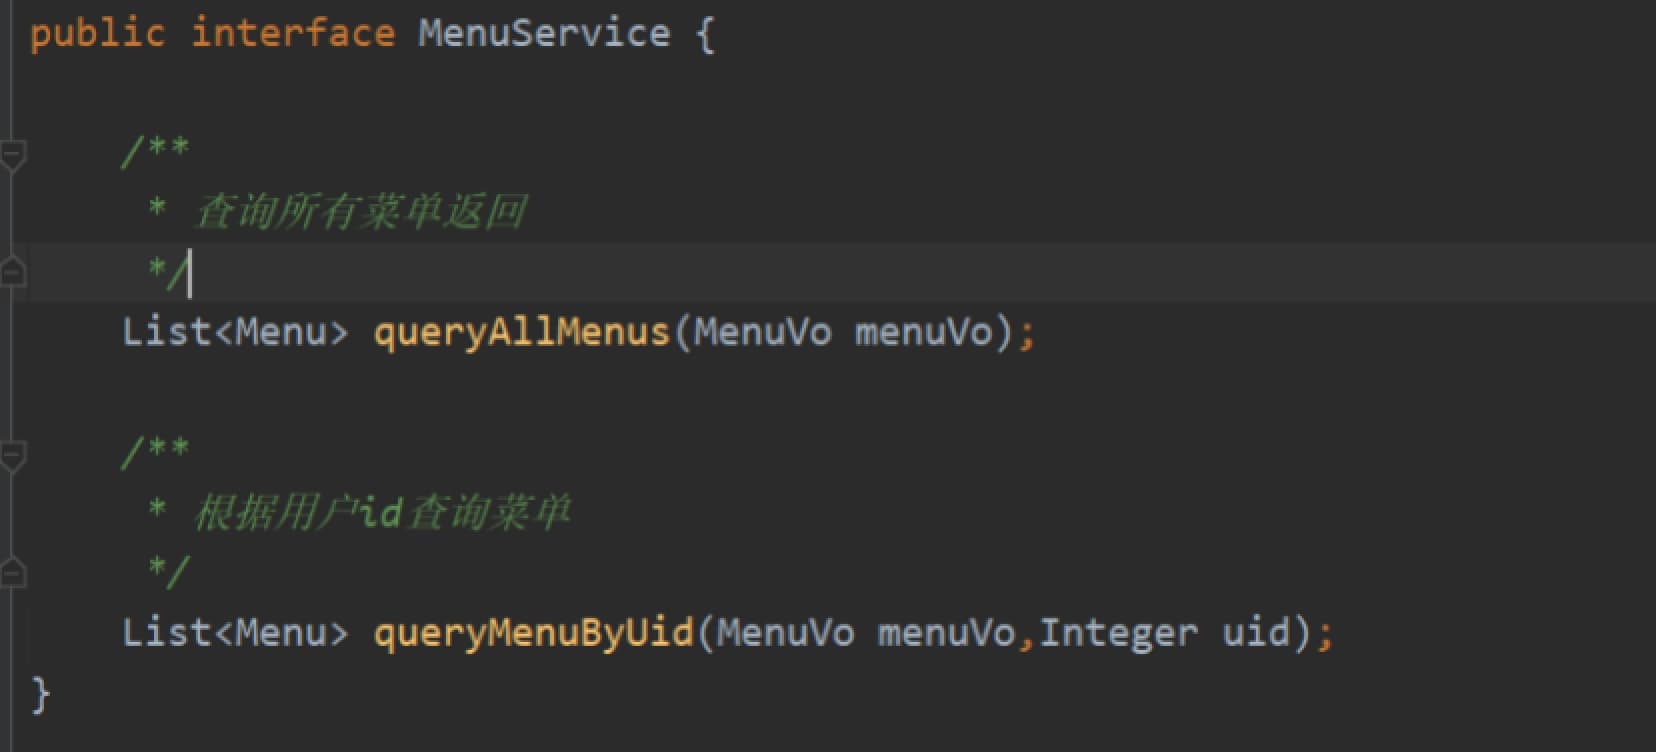 public interface MenuService {
/**
* 查询所有菜单返回
*/
List<Menu> queryAllMenus(MenuVo menuVo);
/**
* 根据用户id查询菜单
*/
List<Menu> queryMenuByUid(MenuVo menuVo,Integer uid);
}